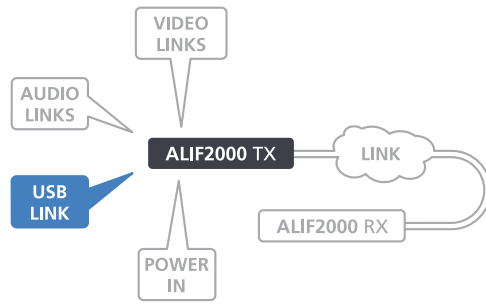 VIDEO
LINKS
AUDIO
LINKS
ALIF2000 TX
LINK
USB
LINK
ALIF2000 RX
POWER
IN